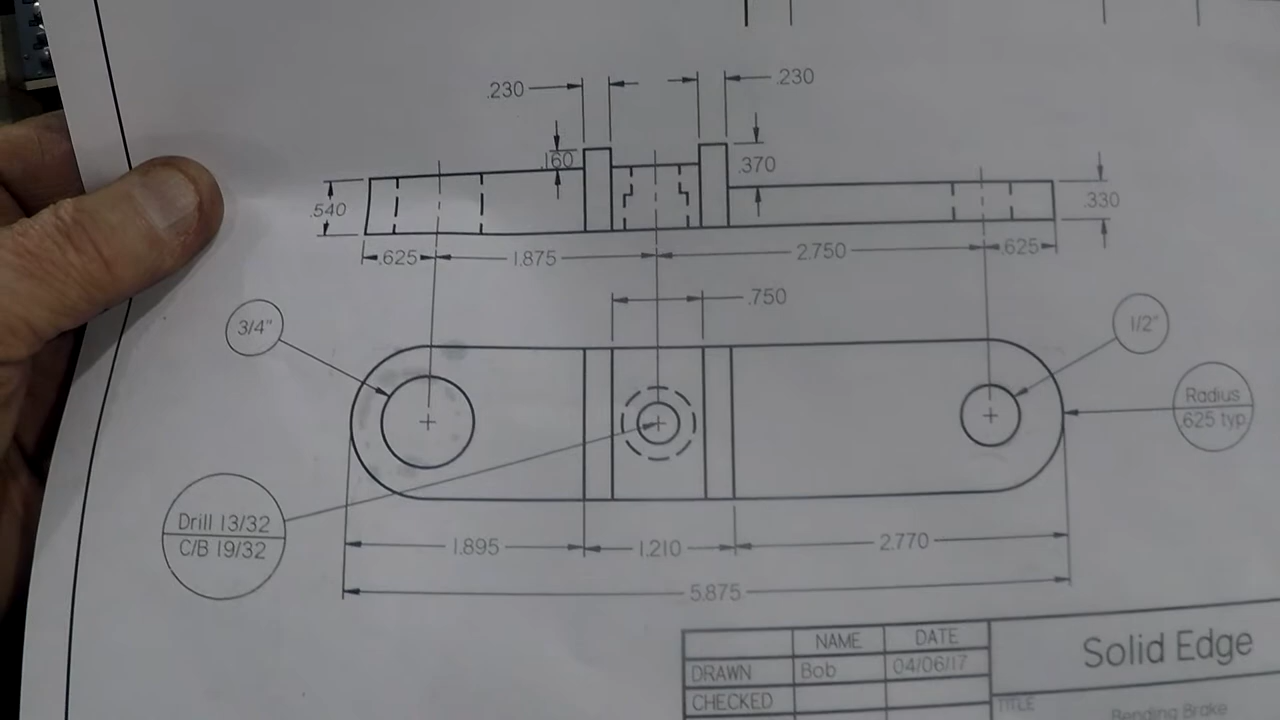 .230
.230
.160
.370
.540
.330
.625
1.875
2.750
.625
.750
3/4"
1/2"
Radius
.625 typ.
Drill 13/32
C/B 19/32
1.895
1.210
2.770
5.875
NAME
DATE
Solid Edge
DRAWN
Bob
04/06/17
CHECKED
TITLE
Bending Brake